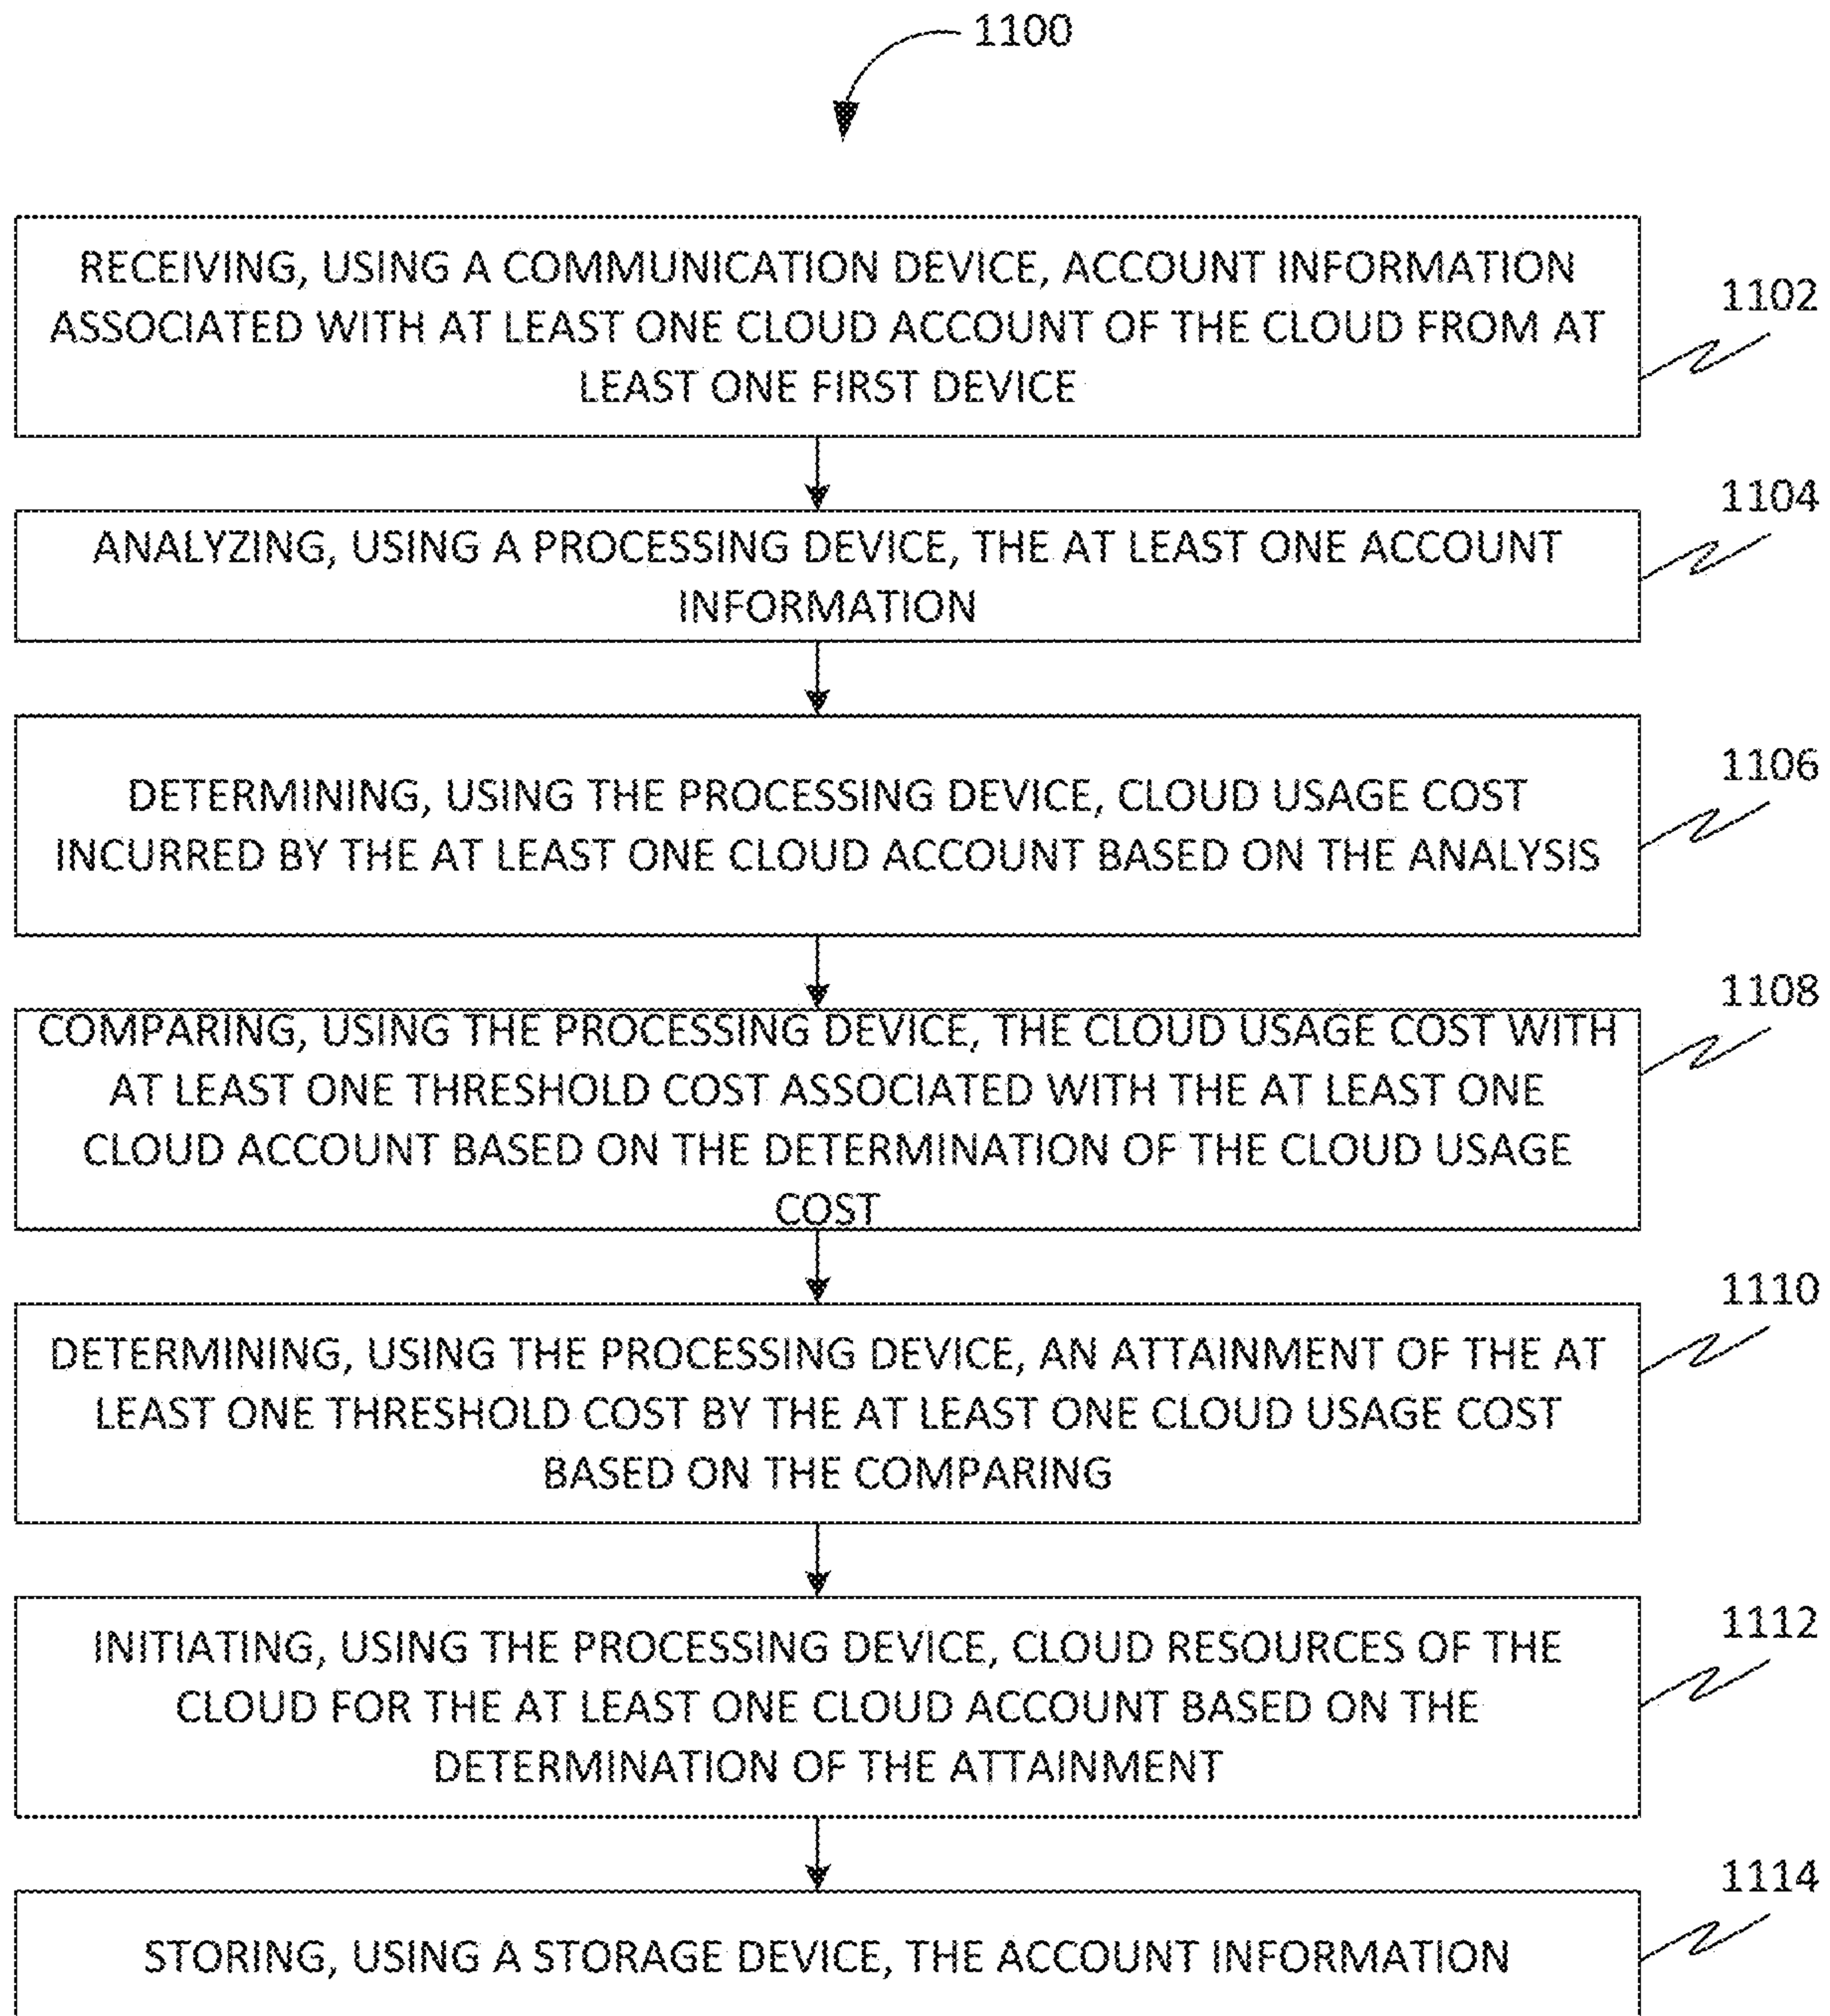 1100
RECEIVING, USING A COMMUNICATION DEVICE, ACCOUNT INFORMATION
ASSOCIATED WITH AT LEAST ONE CLOUD ACCOUNT OF THE CLOUD FROM AT
LEAST ONE FIRST DEVICE
1102
ANALYZING, USING A PROCESSING DEVICE, THE AT LEAST ONE ACCOUNT
INFORMATION
1104
DETERMINING, USING THE PROCESSING DEVICE, CLOUD USAGE COST
INCURRED BY THE AT LEAST ONE CLOUD ACCOUNT BASED ON THE ANALYSIS
1106
COMPARING, USING THE PROCESSING DEVICE, THE CLOUD USAGE COST WITH
AT LEAST ONE THRESHOLD COST ASSOCIATED WITH THE AT LEAST ONE
CLOUD ACCOUNT BASED ON THE DETERMINATION OF THE CLOUD USAGE
COST
1108
DETERMINING, USING THE PROCESSING DEVICE, AN ATTAINMENT OF THE AT
LEAST ONE THRESHOLD COST BY THE AT LEAST ONE CLOUD USAGE COST
BASED ON THE COMPARING
1110
INITIATING, USING THE PROCESSING DEVICE, CLOUD RESOURCES OF THE
CLOUD FOR THE AT LEAST ONE CLOUD ACCOUNT BASED ON THE
DETERMINATION OF THE ATTAINMENT
1112
STORING, USING A STORAGE DEVICE, THE ACCOUNT INFORMATION
1114